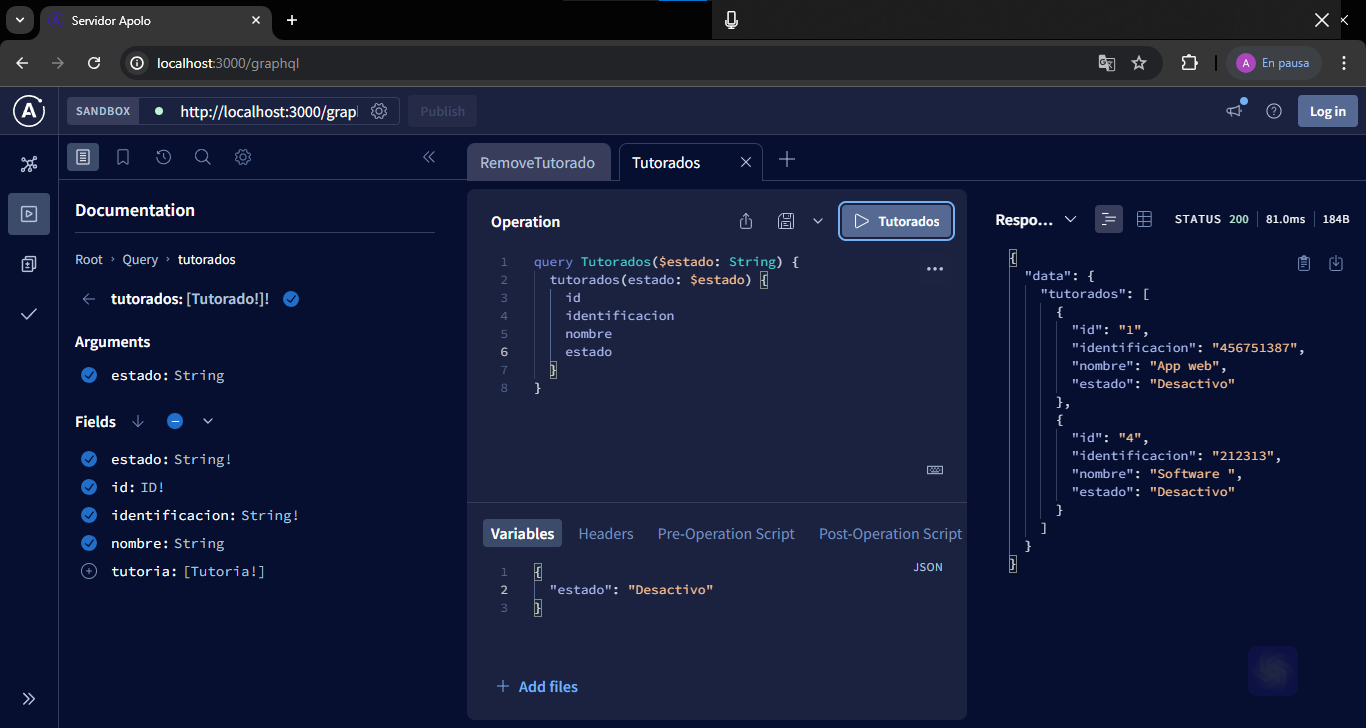 Servidor Apolo
localhost:3000/graphql
A
En pausa
SANDBOX
http://localhost:3000/grap
Publish
Log in
RemoveTutorado
Tutorados
Documentation
Root › Query › tutorados
tutorados: [Tutorado!]!
Arguments
estado: String
Fields
estado: String!
id: ID!
identificacion: String!
nombre: String
tutoria: [Tutoria!]
Operation
Tutorados
1 query Tutorados($estado: String) {
2 tutorados(estado: $estado) {
3 id
4 identificacion
5 nombre
6 estado
7 }
8 }
Variables
Headers
Pre-Operation Script
Post-Operation Script
JSON
1 {
2 "estado": "Desactivo"
3 }
+ Add files
Respo...
STATUS 200
81.0ms
184B
{
"data": {
"tutorados": [
{
"id": "1",
"identificacion": "456751387",
"nombre": "App web",
"estado": "Desactivo"
},
{
"id": "4",
"identificacion": "212313",
"nombre": "Software ",
"estado": "Desactivo"
}
]
}
}